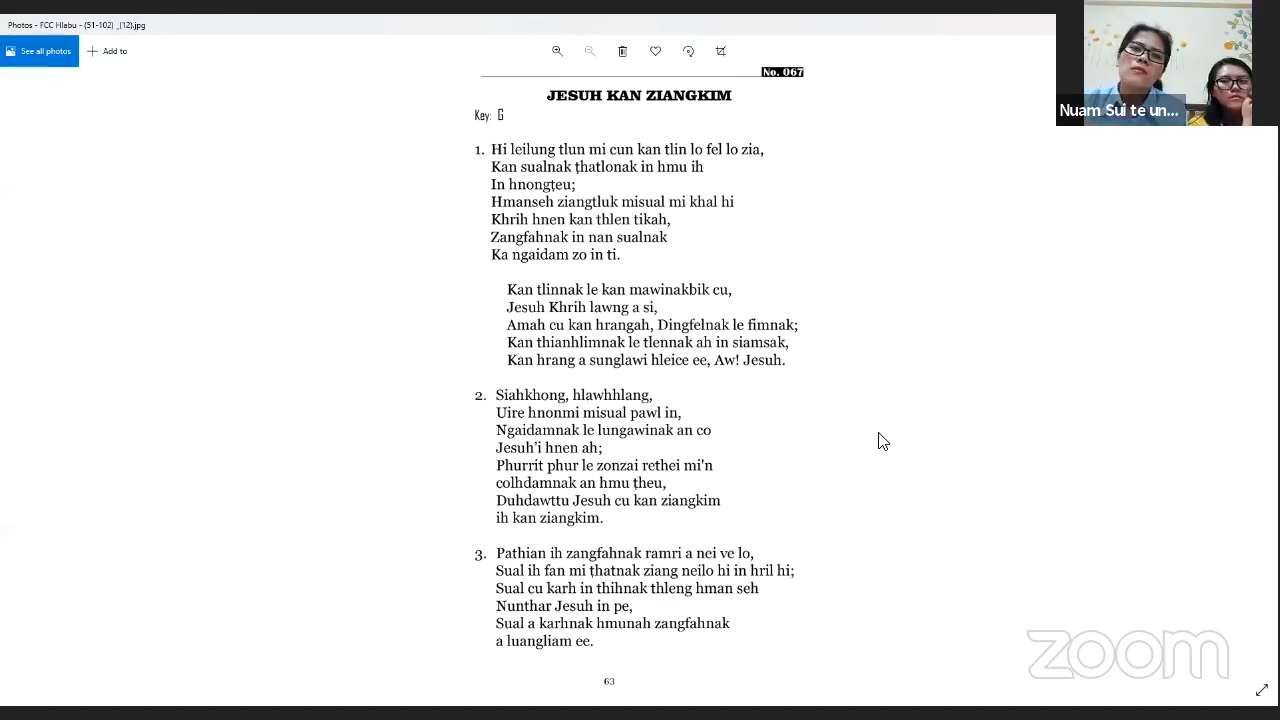 Photos - FCC Hlabu - (51-102) _(12).jpg
See all photos
Add to
Nuam Sui te un...
No. 067
JESUH KAN ZIANGKIM
Key: G
1. Hi leilung tlun mi cun kan tlin lo fel lo zia,
Kan sualnak ṭhatlonak in hmu ih
In hnongṭeu;
Hmanseh ziangtluk misual mi khal hi
Khrih hnen kan thlen tikah,
Zangfahnak in nan sualnak
Ka ngaidam zo in ti.
Kan tlinnak le kan mawinakbik cu,
Jesuh Khrih lawng a si,
Amah cu kan hrangah, Dingfelnak le fimnak;
Kan thianhlimnak le tlennak ah in siamsak,
Kan hrang a sunglawi hleice ee, Aw! Jesuh.
2. Siahkhong, hlawhhlang,
Uire hnonmi misual pawl in,
Ngaidamnak le lungawinak an co
Jesuh’i hnen ah;
Phurrit phur le zonzai rethei mi'n
colhdamnak an hmu ṭheu,
Duhdawttu Jesuh cu kan ziangkim
ih kan ziangkim.
3. Pathian ih zangfahnak ramri a nei ve lo,
Sual ih fan mi ṭhatnak ziang neilo hi in hril hi;
Sual cu karh in thihnak thleng hman seh
Nunthar Jesuh in pe,
Sual a karhnak hmunah zangfahnak
a luangliam ee.
63
zoom